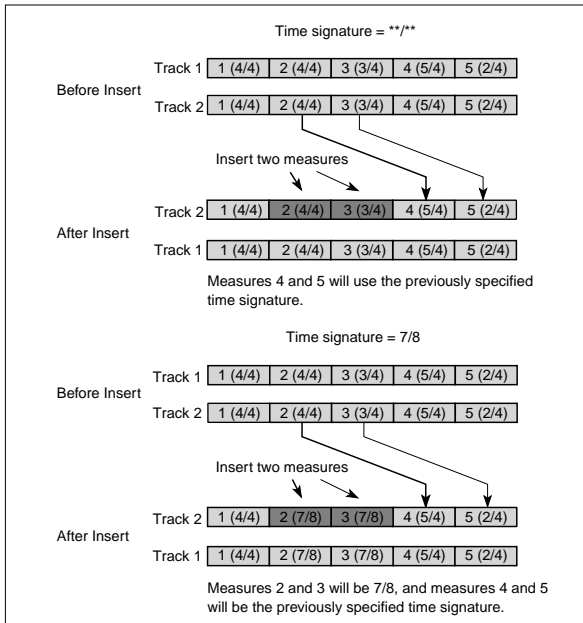 Time signature = **/**
Track 1 1 (4/4) 2 (4/4) 3 (3/4) 4 (5/4) 5 (2/4)
Before Insert
Track 2 1 (4/4) 2 (4/4) 3 (3/4) 4 (5/4) 5 (2/4)
Insert two measures
Track 2 1 (4/4) 2 (4/4) 3 (3/4) 4 (5/4) 5 (2/4)
After Insert
Track 1 1 (4/4) 2 (4/4) 3 (3/4) 4 (5/4) 5 (2/4)
Measures 4 and 5 will use the previously specified
time signature.
Time signature = 7/8
Track 1 1 (4/4) 2 (4/4) 3 (3/4) 4 (5/4) 5 (2/4)
Before Insert
Track 2 1 (4/4) 2 (4/4) 3 (3/4) 4 (5/4) 5 (2/4)
Insert two measures
Track 2 1 (4/4) 2 (7/8) 3 (7/8) 4 (5/4) 5 (2/4)
After Insert
Track 1 1 (4/4) 2 (7/8) 3 (7/8) 4 (5/4) 5 (2/4)
Measures 2 and 3 will be 7/8, and measures 4 and 5
will be the previously specified time signature.